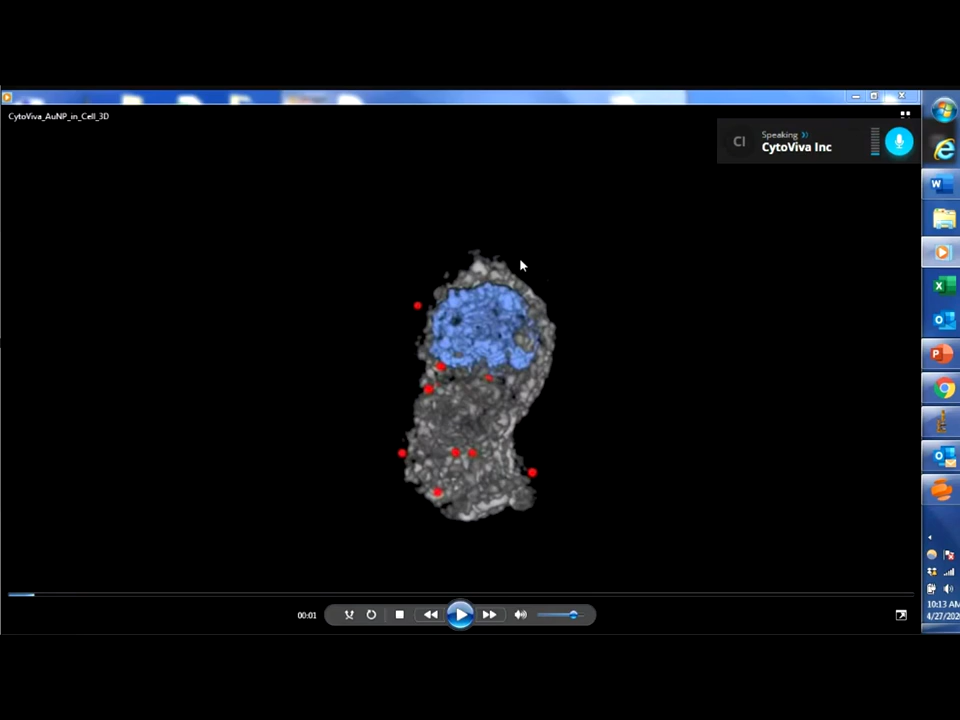 CytoViva_AuNP_in_Cell_3D
CI
Speaking
CytoViva Inc
00:01
10:13 AM